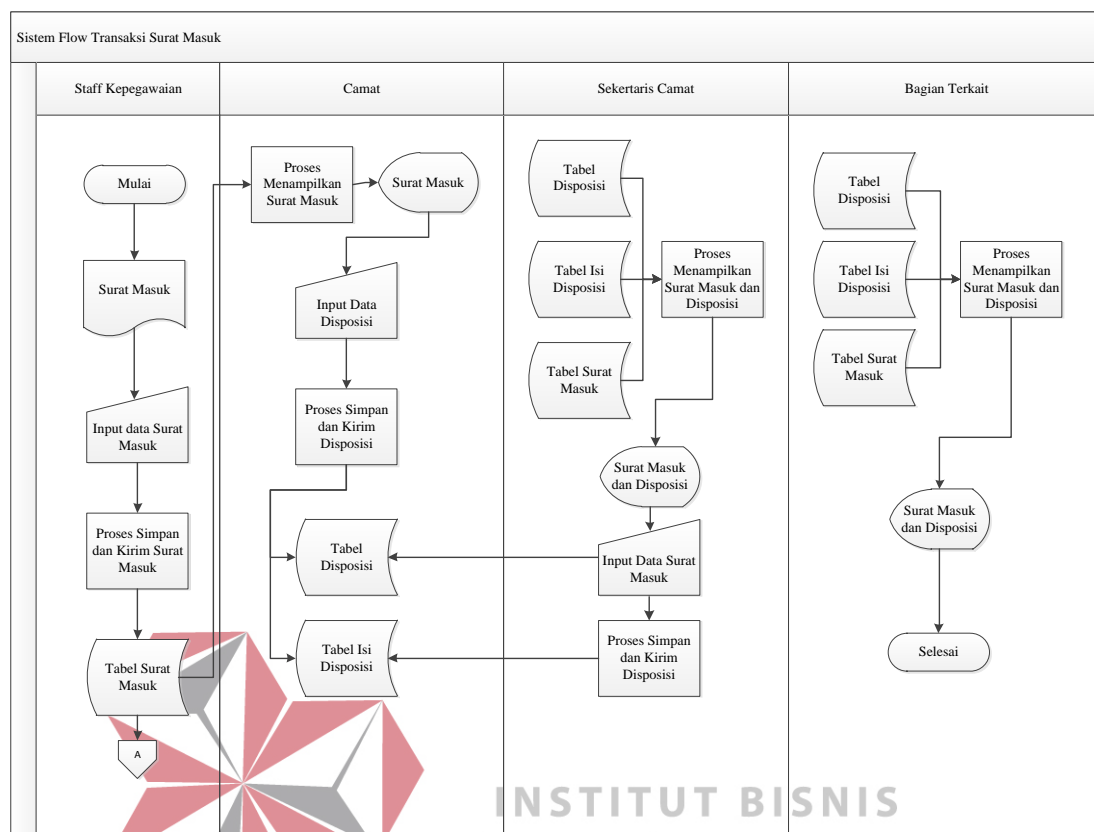 Sistem Flow Transaksi Surat Masuk
Staff Kepegawaian
Camat
Sekertaris Camat
Bagian Terkait
Mulai
Surat Masuk
Input data Surat
Masuk
Proses Simpan
dan Kirim Surat
Masuk
Tabel Surat
Masuk
A
Proses
Menampilkan
Surat Masuk
Surat Masuk
Input Data
Disposisi
Proses Simpan
dan Kirim
Disposisi
Tabel
Disposisi
Tabel Isi
Disposisi
Tabel
Disposisi
Tabel Isi
Disposisi
Tabel Surat
Masuk
Proses
Menampilkan
Surat Masuk dan
Disposisi
Surat Masuk
dan Disposisi
Input Data Surat
Masuk
Proses Simpan
dan Kirim
Disposisi
Tabel
Disposisi
Tabel Isi
Disposisi
Tabel Surat
Masuk
Proses
Menampilkan
Surat Masuk dan
Disposisi
Surat Masuk
dan Disposisi
Selesai
INSTITUT BISNIS